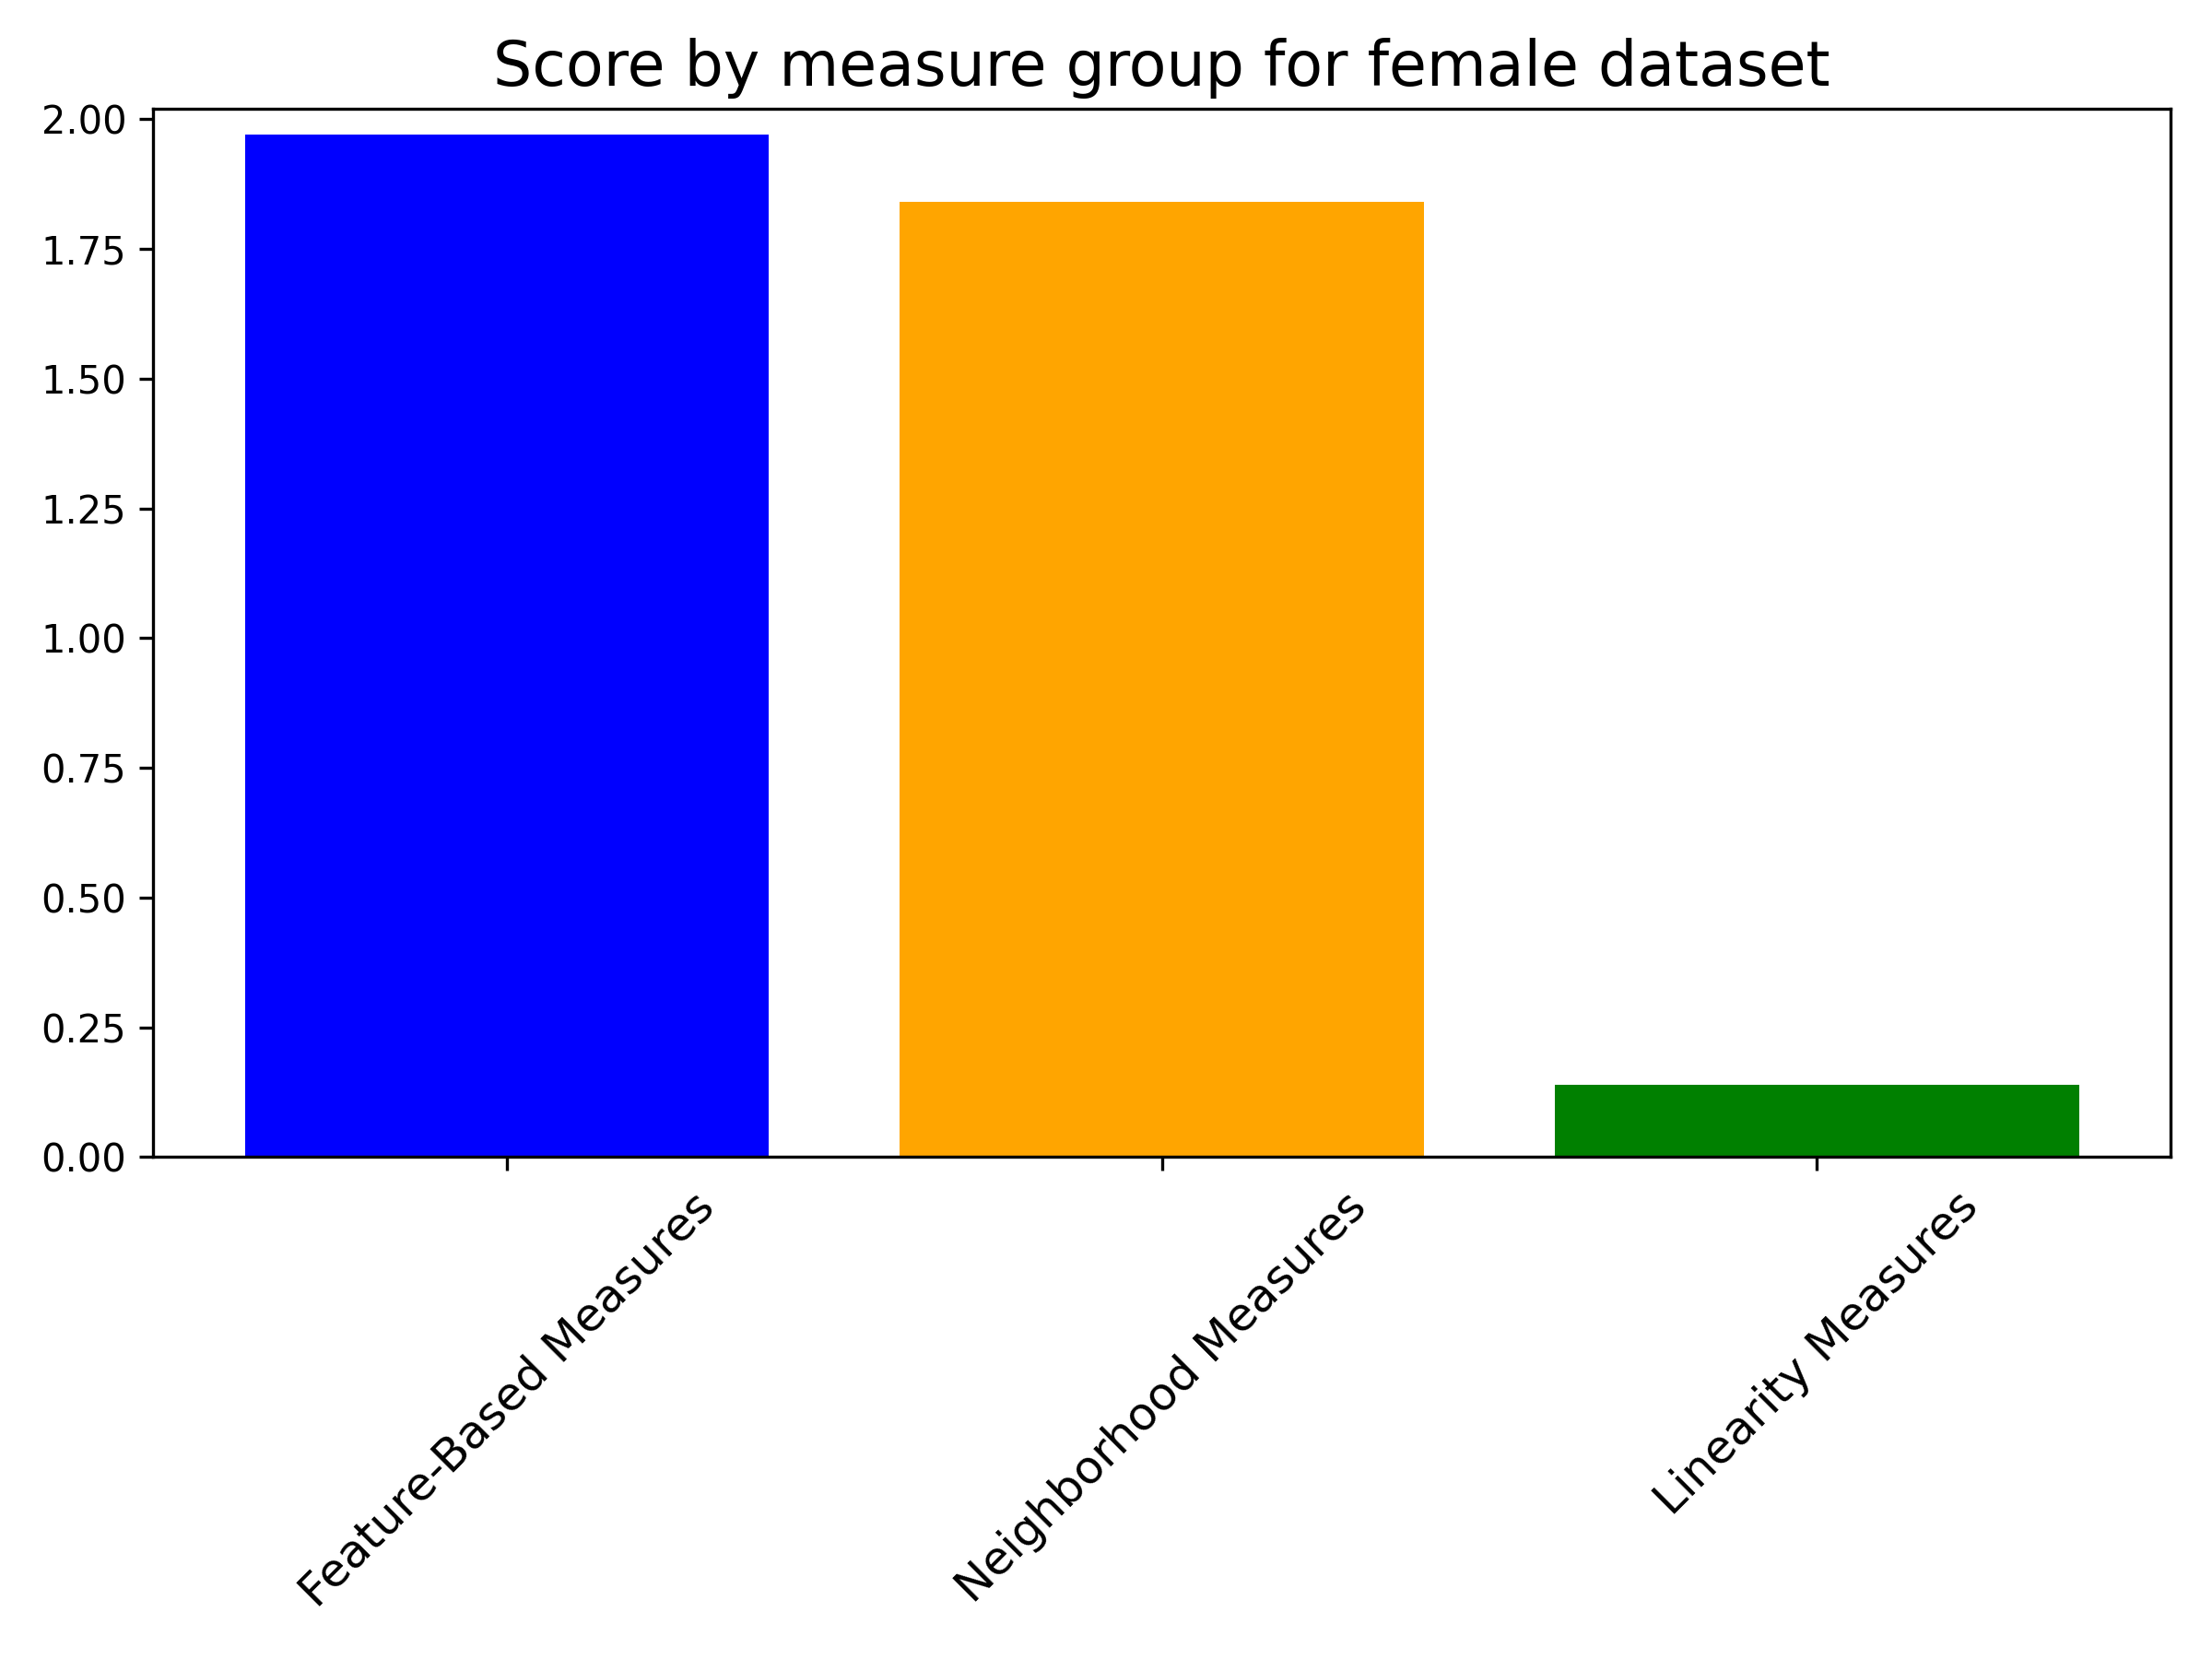 Score by measure group for female dataset
2.00
1.75
1.50
1.25
1.00
0.75
0.50
0.25
0.00
Feature-Based Measures
Neighborhood Measures
Linearity Measures